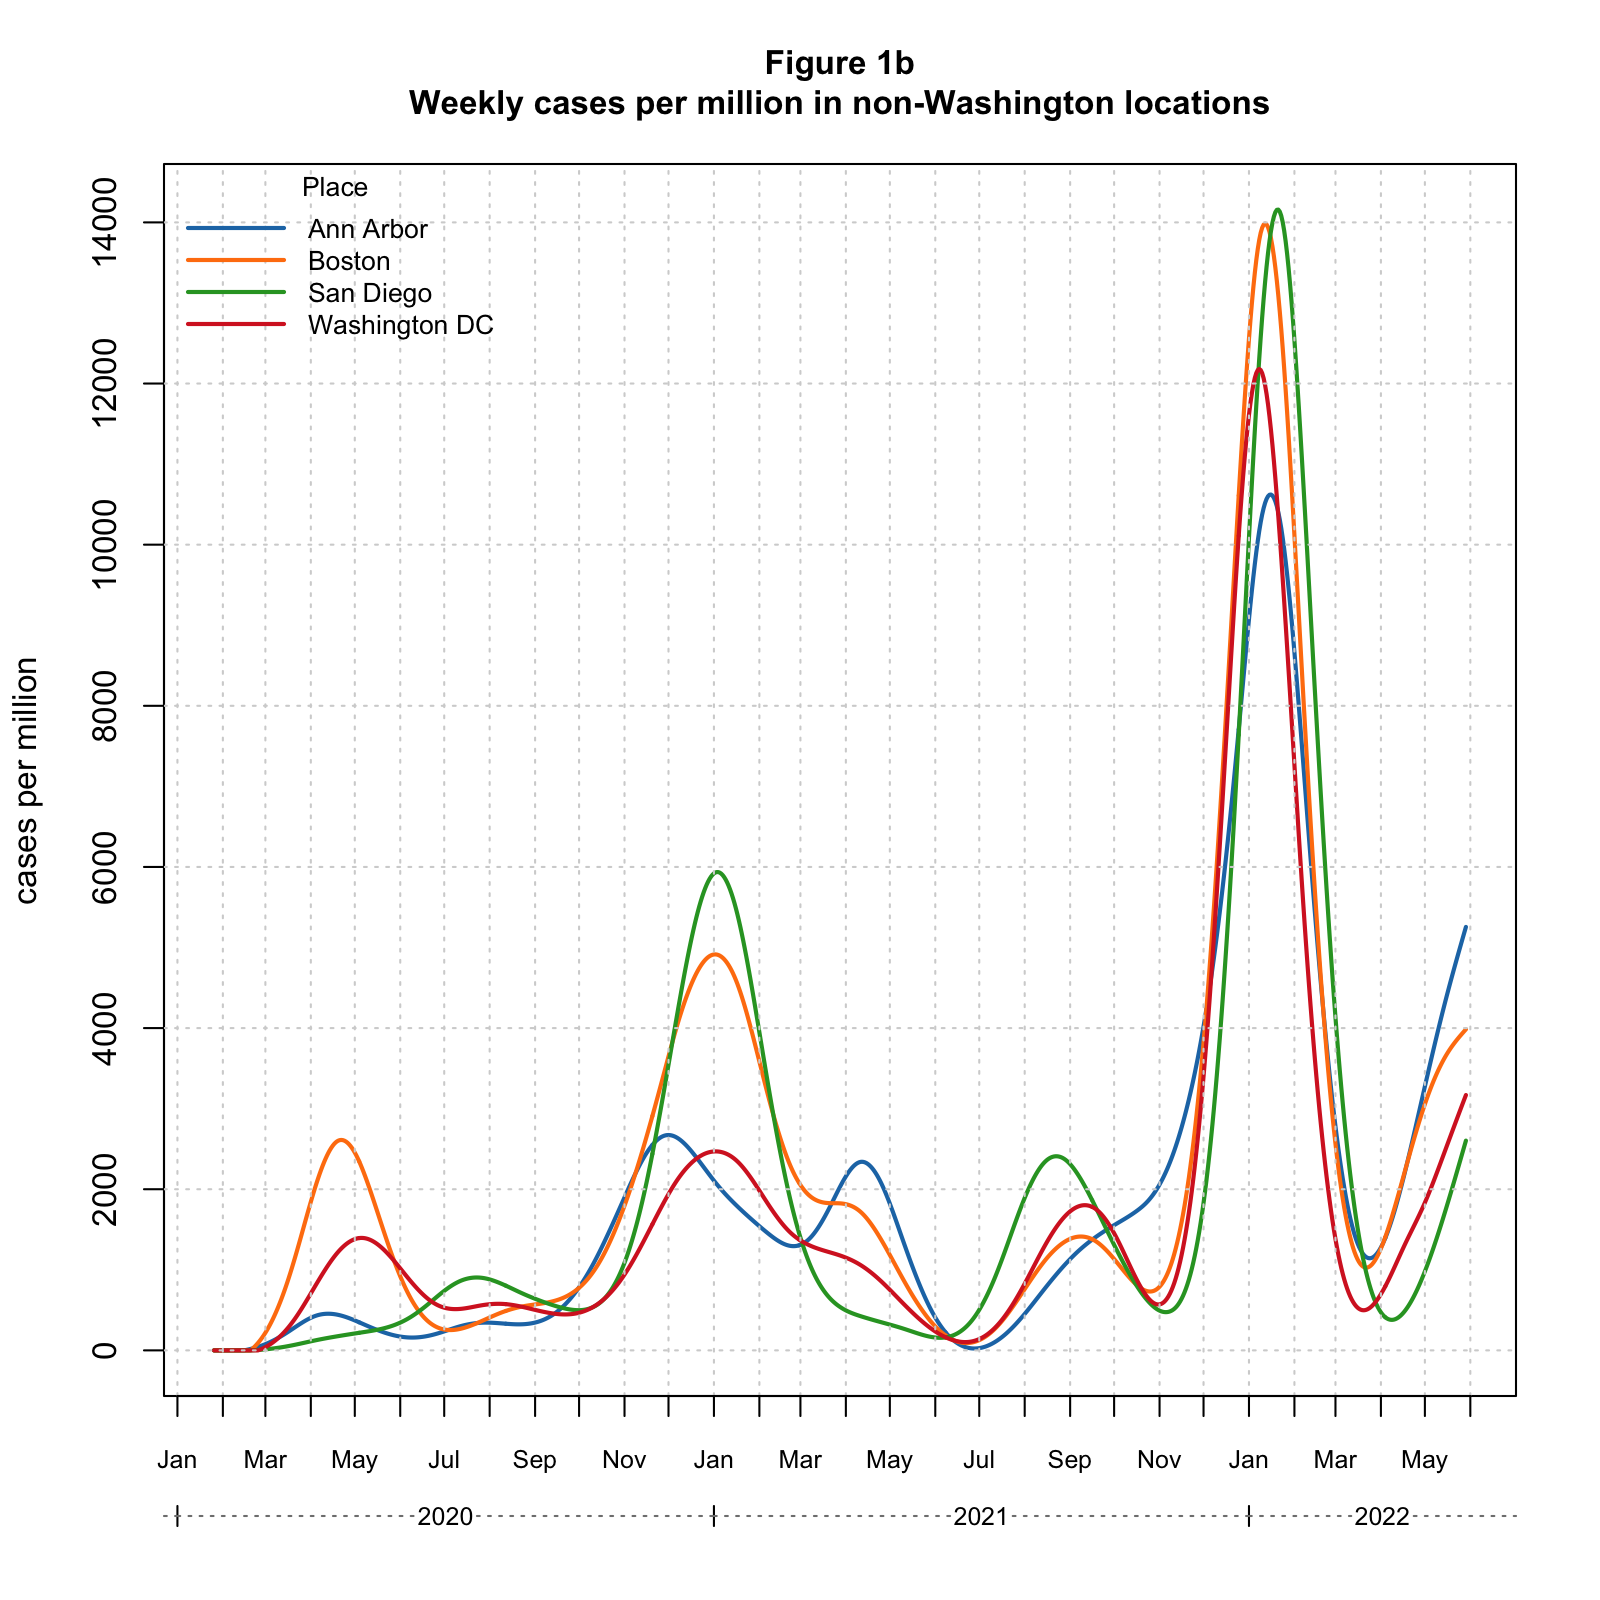 Figure 1b
Weekly cases per million in non-Washington locations
Place
Ann Arbor
Boston
San Diego
Washington DC
cases per million
14000
12000
10000
8000
6000
4000
2000
0
Jan Mar May Jul Sep Nov Jan Mar May Jul Sep Nov Jan Mar May
2020 2021 2022